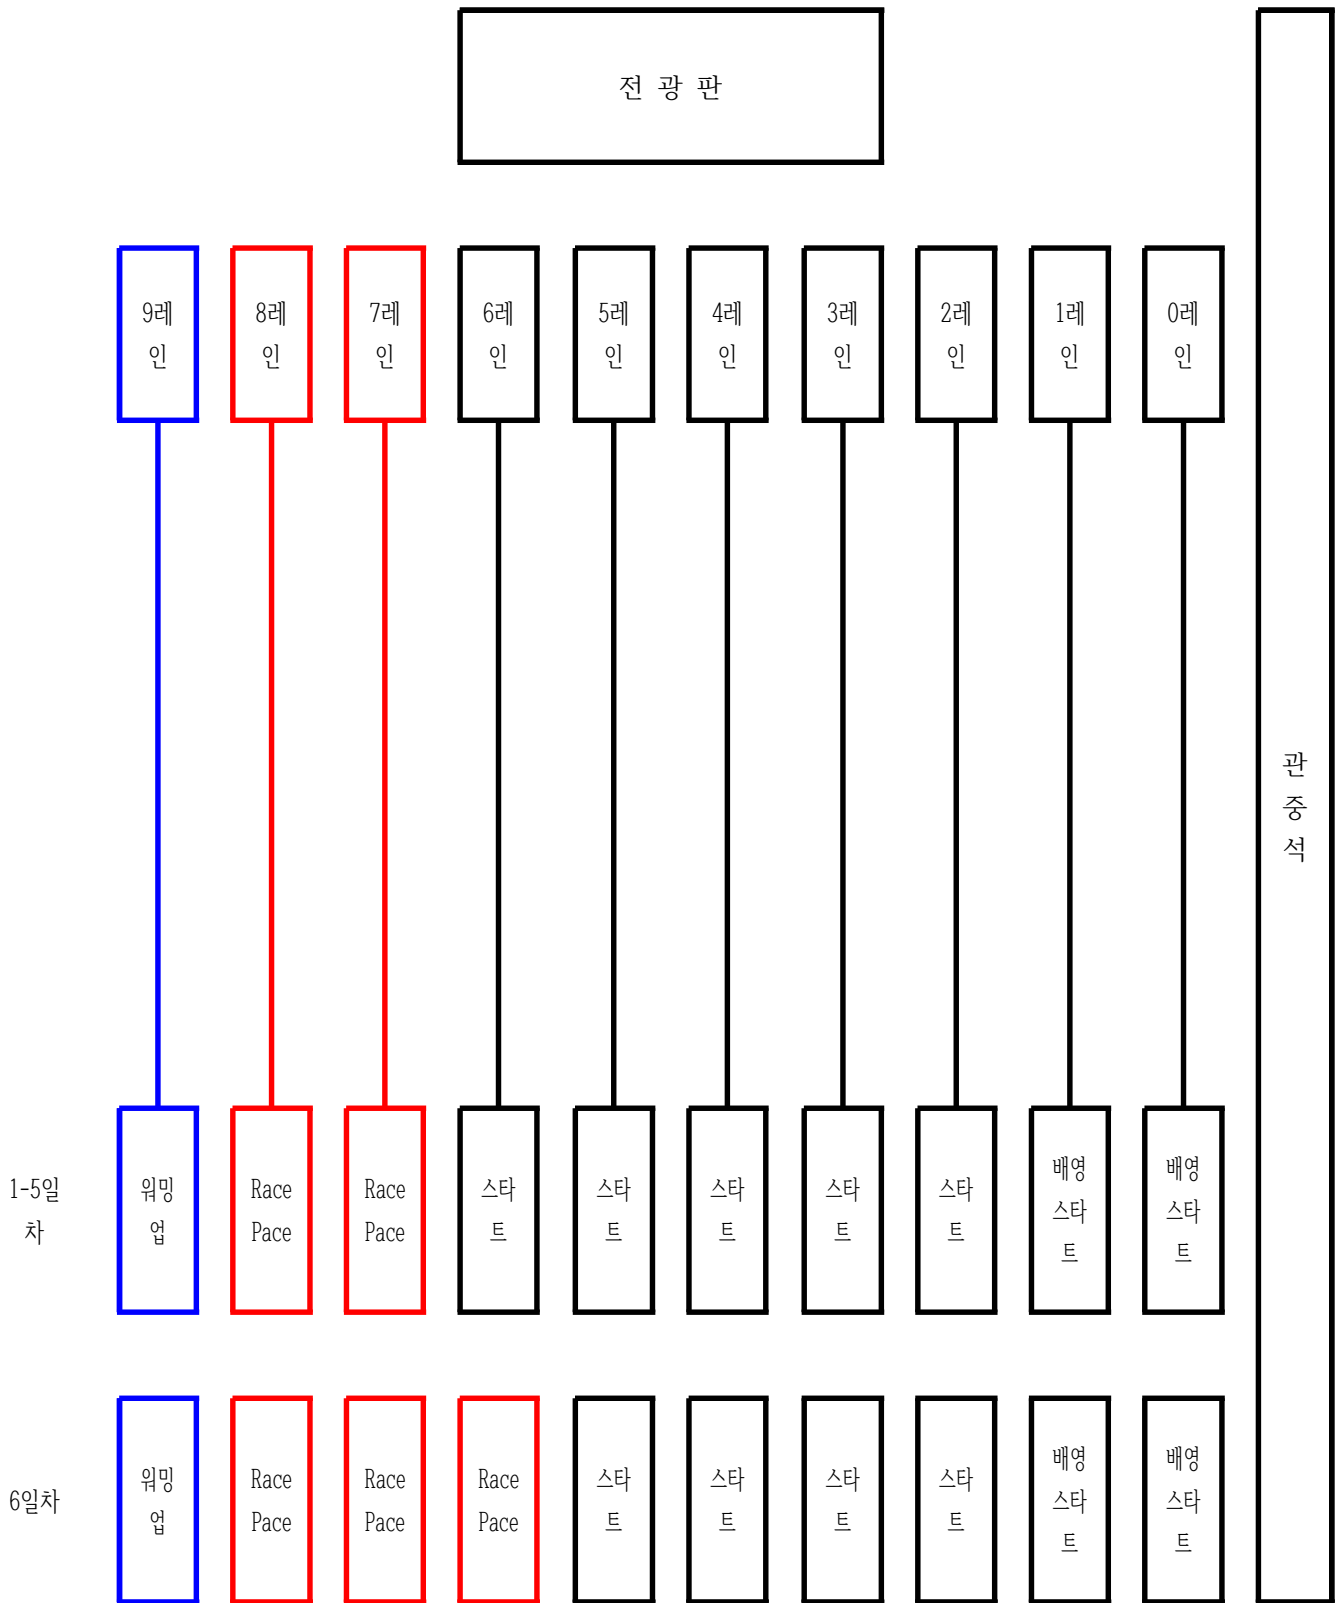 전 광 판
9레
인
8레
인
7레
인
6레
인
5레
인
4레
인
3레
인
2레
인
1레
인
0레
인
관
중
석
1-5일
차
워밍
업
Race
Pace
Race
Pace
스타
트
스타
트
스타
트
스타
트
스타
트
배영
스타
트
배영
스타
트
6일차
워밍
업
Race
Pace
Race
Pace
Race
Pace
스타
트
스타
트
스타
트
스타
트
배영
스타
트
배영
스타
트